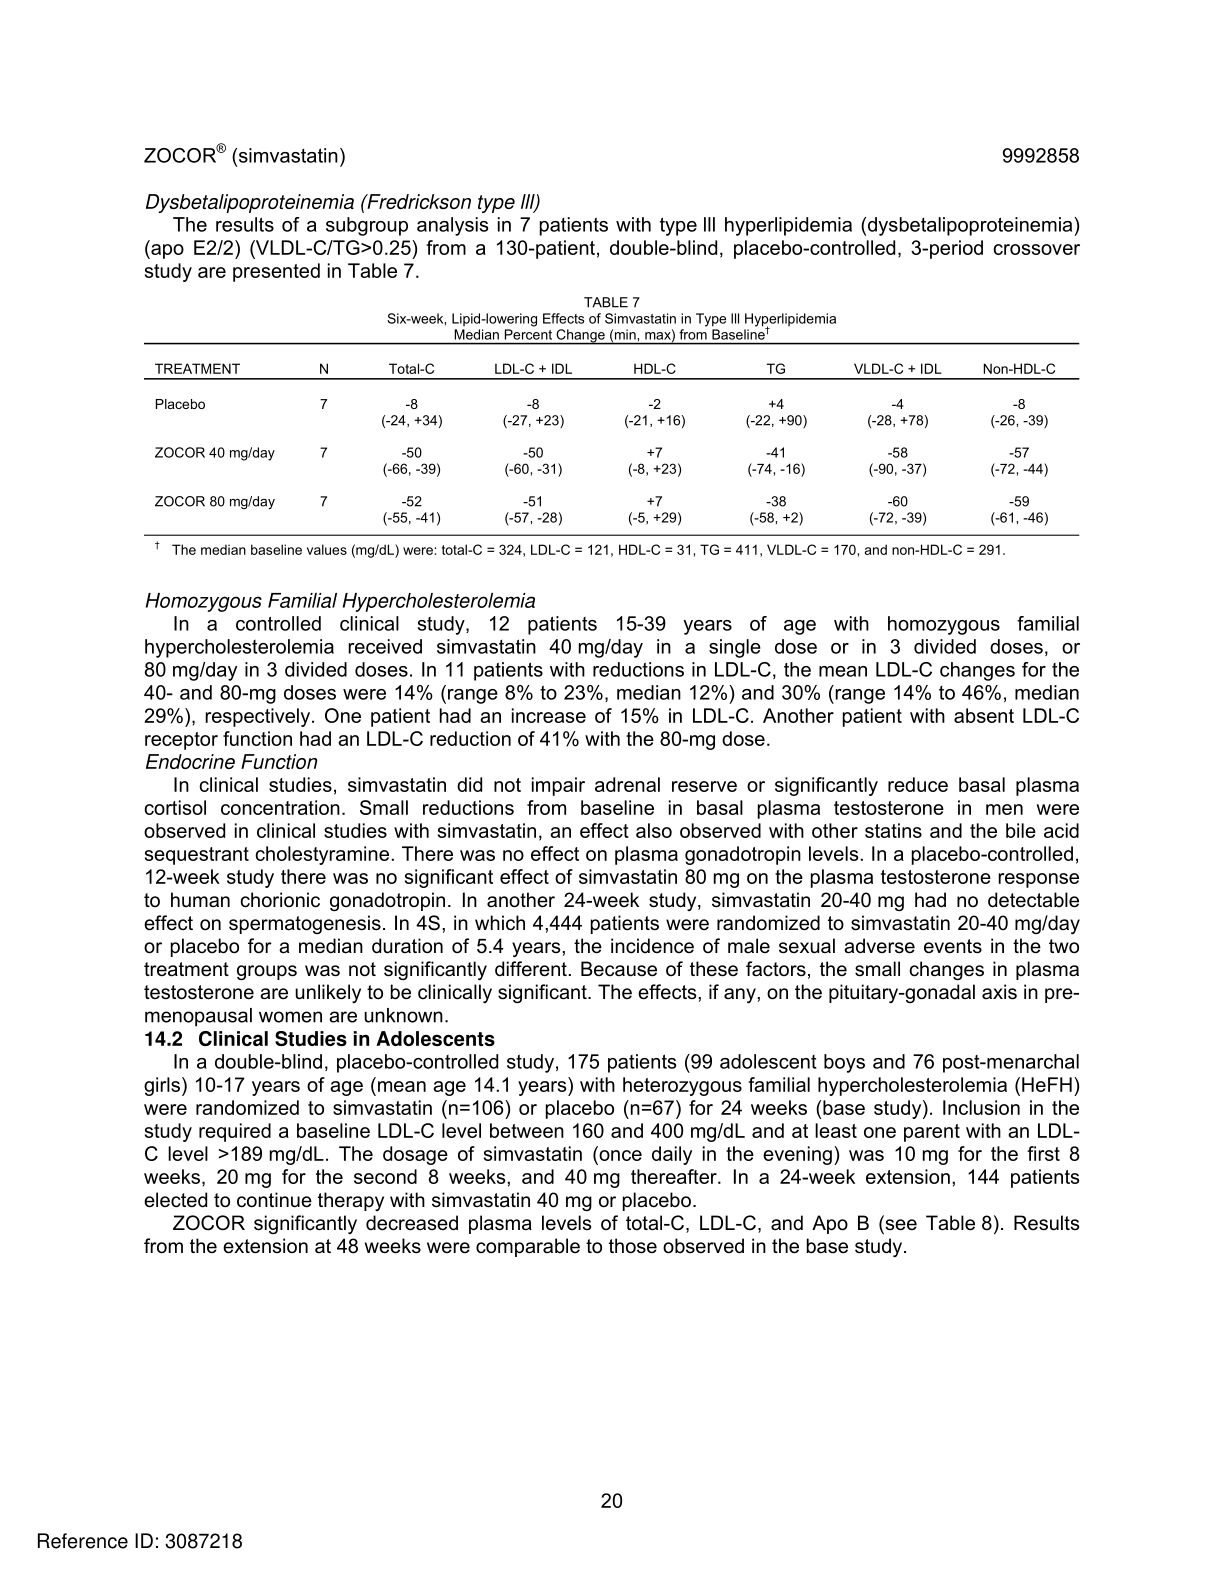 ZOCOR® (simvastatin) 9992858
Dysbetalipoproteinemia (Fredrickson type lll)
The results of a subgroup analysis in 7 patients with type lll hyperlipidemia (dysbetalipoproteinemia)
(apo E2/2) (VLDL-C/TG>0.25) from a 130-patient, double-blind, placebo-controlled, 3-period crossover
study are presented in Table 7.
TABLE 7
Six-week, Lipid-lowering Effects of Simvastatin in Type lll Hyperlipidemia
Median Percent Change (min, max) from Baseline†
TREATMENT N Total-C LDL-C + IDL HDL-C TG VLDL-C + IDL Non-HDL-C
Placebo 7 -8 -8 -2 +4 -4 -8
(-24, +34) (-27, +23) (-21, +16) (-22, +90) (-28, +78) (-26, -39)
ZOCOR 40 mg/day 7 -50 -50 +7 -41 -58 -57
(-66, -39) (-60, -31) (-8, +23) (-74, -16) (-90, -37) (-72, -44)
ZOCOR 80 mg/day 7 -52 -51 +7 -38 -60 -59
(-55, -41) (-57, -28) (-5, +29) (-58, +2) (-72, -39) (-61, -46)
† The median baseline values (mg/dL) were: total-C = 324, LDL-C = 121, HDL-C = 31, TG = 411, VLDL-C = 170, and non-HDL-C = 291.
Homozygous Familial Hypercholesterolemia
In a controlled clinical study, 12 patients 15-39 years of age with homozygous familial
hypercholesterolemia received simvastatin 40 mg/day in a single dose or in 3 divided doses, or
80 mg/day in 3 divided doses. In 11 patients with reductions in LDL-C, the mean LDL-C changes for the
40- and 80-mg doses were 14% (range 8% to 23%, median 12%) and 30% (range 14% to 46%, median
29%), respectively. One patient had an increase of 15% in LDL-C. Another patient with absent LDL-C
receptor function had an LDL-C reduction of 41% with the 80-mg dose.
Endocrine Function
In clinical studies, simvastatin did not impair adrenal reserve or significantly reduce basal plasma
cortisol concentration. Small reductions from baseline in basal plasma testosterone in men were
observed in clinical studies with simvastatin, an effect also observed with other statins and the bile acid
sequestrant cholestyramine. There was no effect on plasma gonadotropin levels. In a placebo-controlled,
12-week study there was no significant effect of simvastatin 80 mg on the plasma testosterone response
to human chorionic gonadotropin. In another 24-week study, simvastatin 20-40 mg had no detectable
effect on spermatogenesis. In 4S, in which 4,444 patients were randomized to simvastatin 20-40 mg/day
or placebo for a median duration of 5.4 years, the incidence of male sexual adverse events in the two
treatment groups was not significantly different. Because of these factors, the small changes in plasma
testosterone are unlikely to be clinically significant. The effects, if any, on the pituitary-gonadal axis in pre-
menopausal women are unknown.
14.2 Clinical Studies in Adolescents
In a double-blind, placebo-controlled study, 175 patients (99 adolescent boys and 76 post-menarchal
girls) 10-17 years of age (mean age 14.1 years) with heterozygous familial hypercholesterolemia (HeFH)
were randomized to simvastatin (n=106) or placebo (n=67) for 24 weeks (base study). Inclusion in the
study required a baseline LDL-C level between 160 and 400 mg/dL and at least one parent with an LDL-
C level >189 mg/dL. The dosage of simvastatin (once daily in the evening) was 10 mg for the first 8
weeks, 20 mg for the second 8 weeks, and 40 mg thereafter. In a 24-week extension, 144 patients
elected to continue therapy with simvastatin 40 mg or placebo.
ZOCOR significantly decreased plasma levels of total-C, LDL-C, and Apo B (see Table 8). Results
from the extension at 48 weeks were comparable to those observed in the base study.
20
Reference ID: 3087218